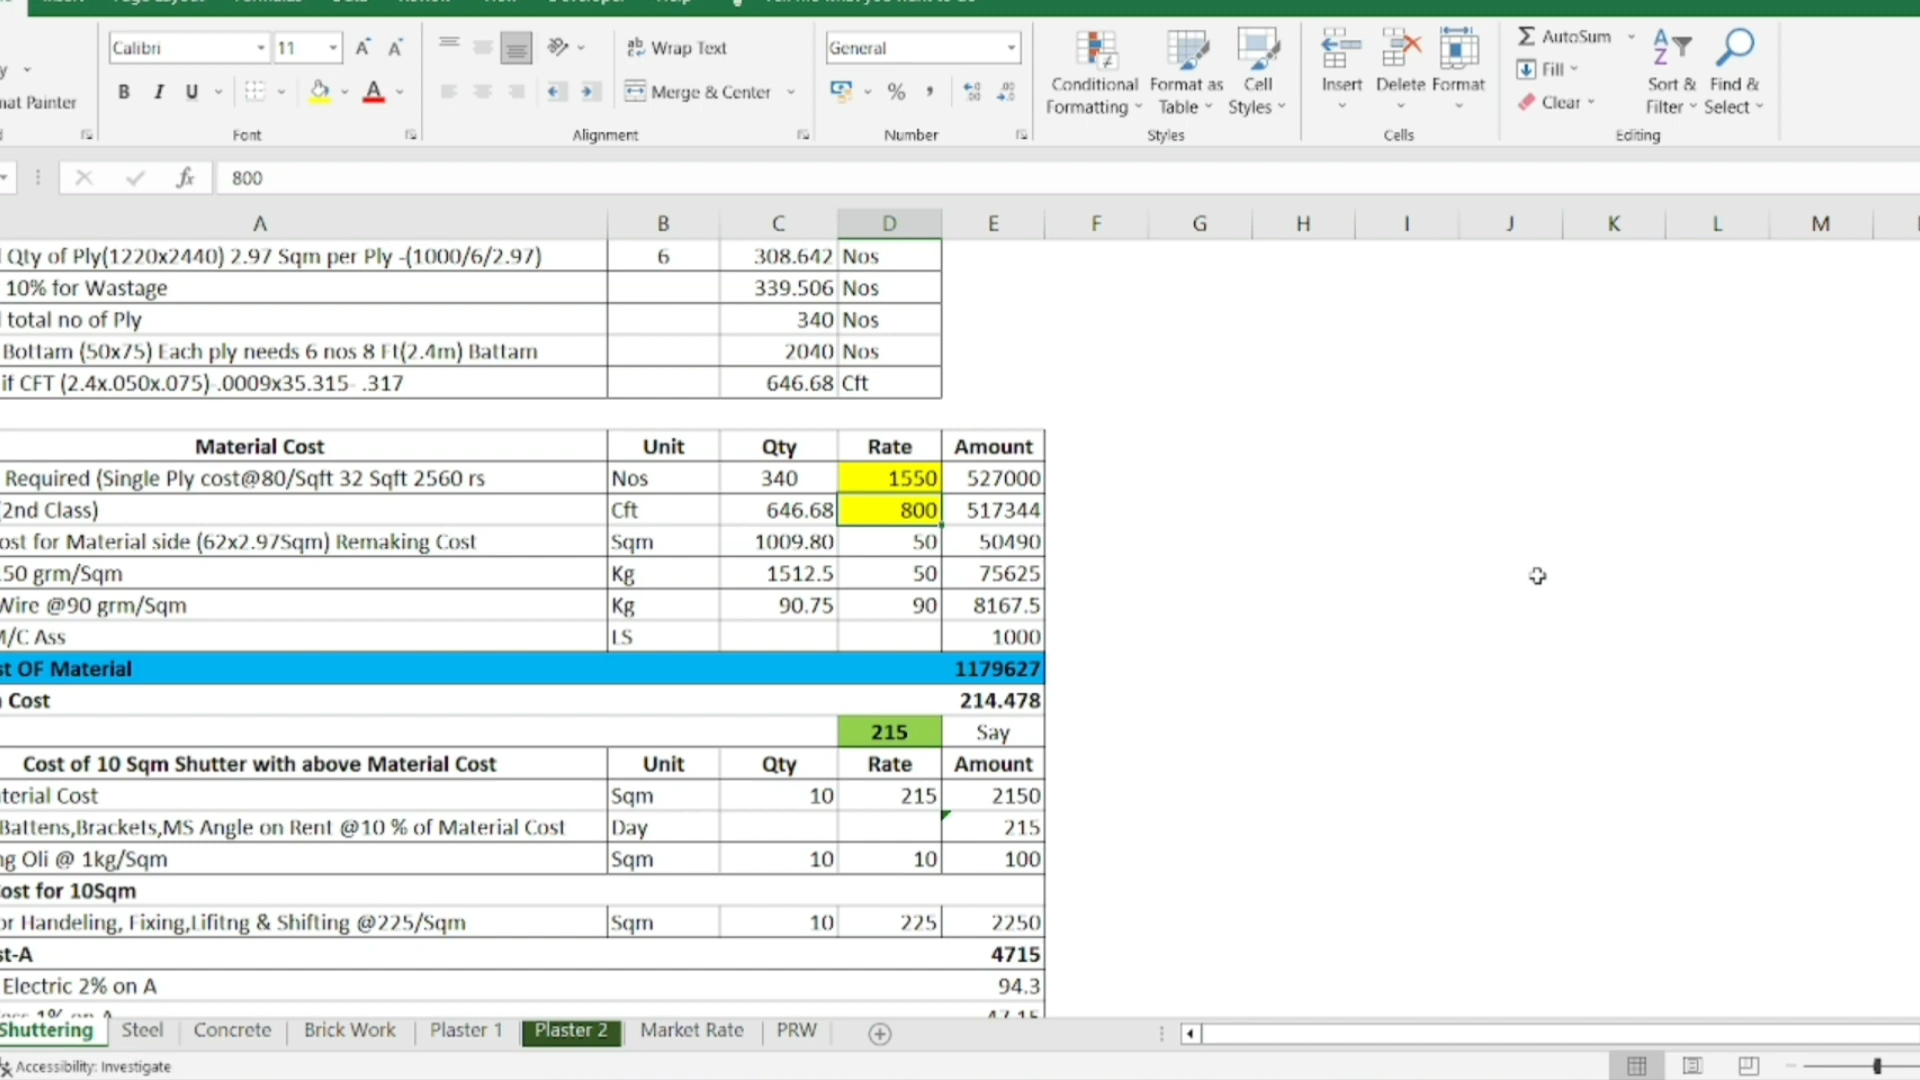 Calibri 11 A A Wrap Text General AutoSum
Conditional Format as Cell Insert Delete Format Fill Sort & Find &
mat Painter B I U A Merge & Center % , Formatting Table Styles Clear Filter Select
Font Alignment Number Styles Cells Editing
fx 800
A B C D E F G H I J K L M
Qty of Ply(1220x2440) 2.97 Sqm per Ply -(1000/6/2.97) 6 308.642 Nos
10% for Wastage 339.506 Nos
total no of Ply 340 Nos
Bottam (50x75) Each ply needs 6 nos 8 Ft(2.4m) Battam 2040 Nos
if CFT (2.4x.050x.075)-.0009x35.315- .317 646.68 Cft
Material Cost Unit Qty Rate Amount
Required (Single Ply cost@80/Sqft 32 Sqft 2560 rs Nos 340 1550 527000
(2nd Class) Cft 646.68 800 517344
ost for Material side (62x2.97Sqm) Remaking Cost Sqm 1009.80 50 50490
50 grm/Sqm Kg 1512.5 50 75625
Wire @90 grm/Sqm Kg 90.75 90 8167.5
M/C Ass LS 1000
st OF Material 1179627
Cost 214.478
215 Say
Cost of 10 Sqm Shutter with above Material Cost Unit Qty Rate Amount
terial Cost Sqm 10 215 2150
Battens,Brackets,MS Angle on Rent @10 % of Material Cost Day 215
ng Oli @ 1kg/Sqm Sqm 10 10 100
ost for 10Sqm
or Handeling, Fixing,Lifitng & Shifting @225/Sqm Sqm 10 225 2250
st-A 4715
Electric 2% on A 94.3
Shuttering Steel Concrete Brick Work Plaster 1 Plaster 2 Market Rate PRW
Accessibility: Investigate